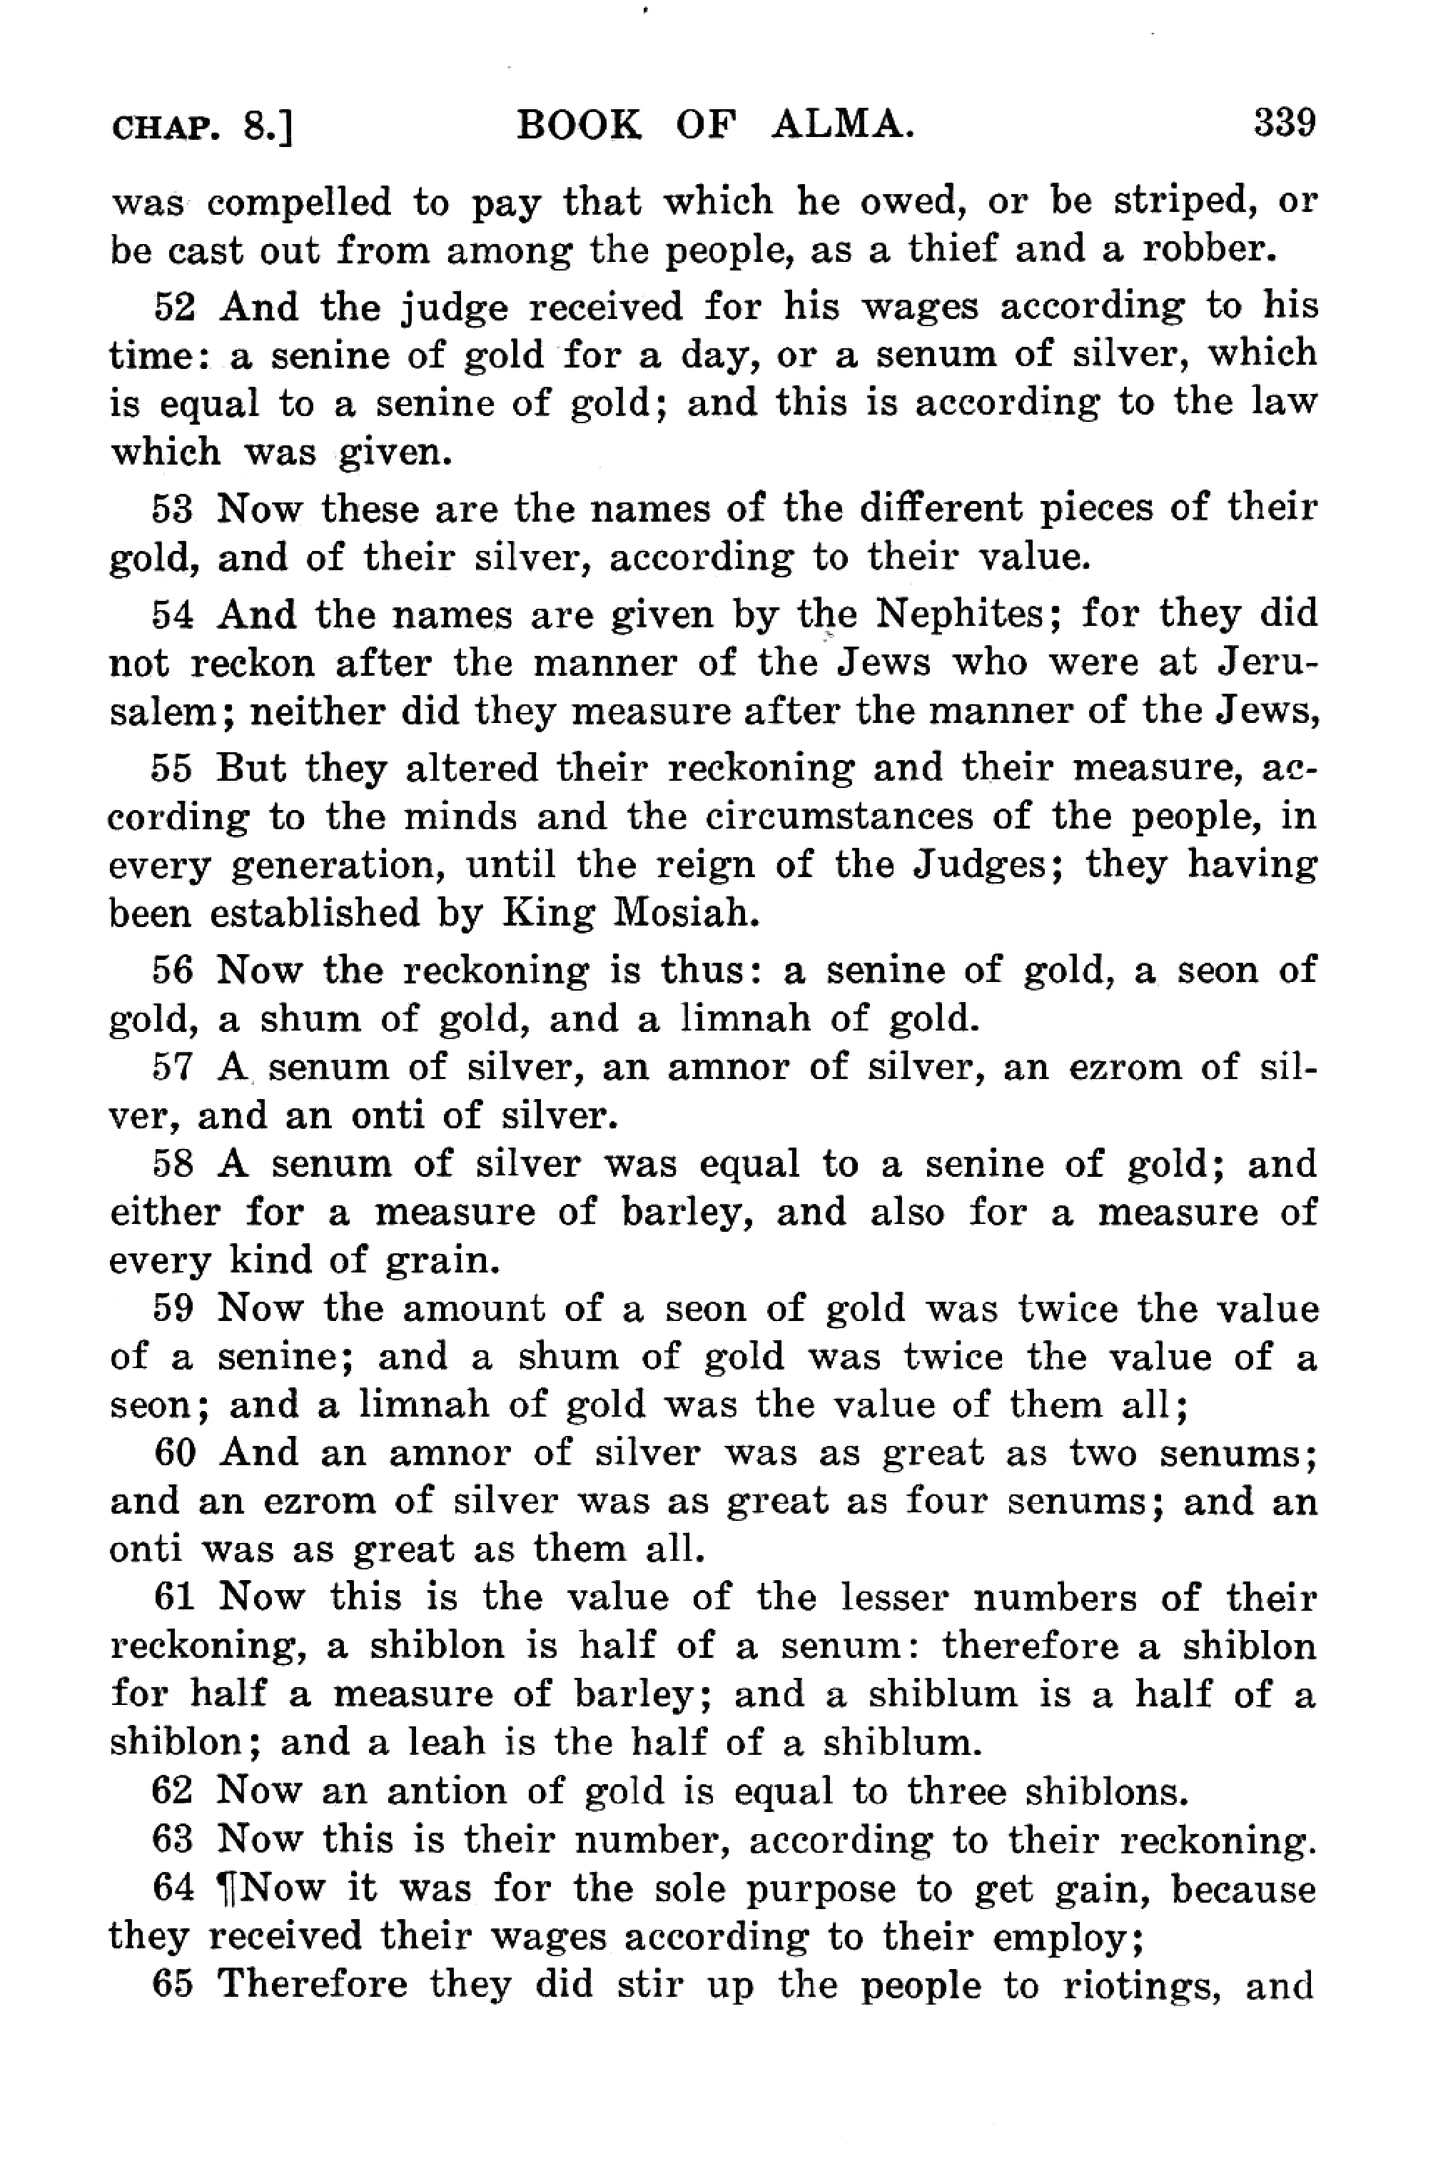 CHAP. 8.] BOOK OF ALMA. 339
was compelled to pay that which he owed, or be striped, or
be cast out from among the people, as a thief and a robber.
52 And the judge received for his wages according to his
time: a senine of gold for a day, or a senum of silver, which
is equal to a senine of gold; and this is according to the law
which was given.
53 Now these are the names of the different pieces of their
gold, and of their silver, according to their value.
54 And the names are given by the Nephites; for they did
not reckon after the manner of the Jews who were at Jeru-
salem; neither did they measure after the manner of the Jews,
55 But they altered their reckoning and their measure, ac-
cording to the minds and the circumstances of the people, in
every generation, until the reign of the Judges; they having
been established by King Mosiah.
56 Now the reckoning is thus: a senine of gold, a seon of
gold, a shum of gold, and a limnah of gold.
57 A senum of silver, an amnor of silver, an ezrom of sil-
ver, and an onti of silver.
58 A senum of silver was equal to a senine of gold; and
either for a measure of barley, and also for a measure of
every kind of grain.
59 Now the amount of a seon of gold was twice the value
of a senine; and a shum of gold was twice the value of a
seon; and a limnah of gold was the value of them all;
60 And an amnor of silver was as great as two senums;
and an ezrom of silver was as great as four senums; and an
onti was as great as them all.
61 Now this is the value of the lesser numbers of their
reckoning, a shiblon is half of a senum: therefore a shiblon
for half a measure of barley; and a shiblum is a half of a
shiblon; and a leah is the half of a shiblum.
62 Now an antion of gold is equal to three shiblons.
63 Now this is their number, according to their reckoning.
64 ¶Now it was for the sole purpose to get gain, because
they received their wages according to their employ;
65 Therefore they did stir up the people to riotings, and